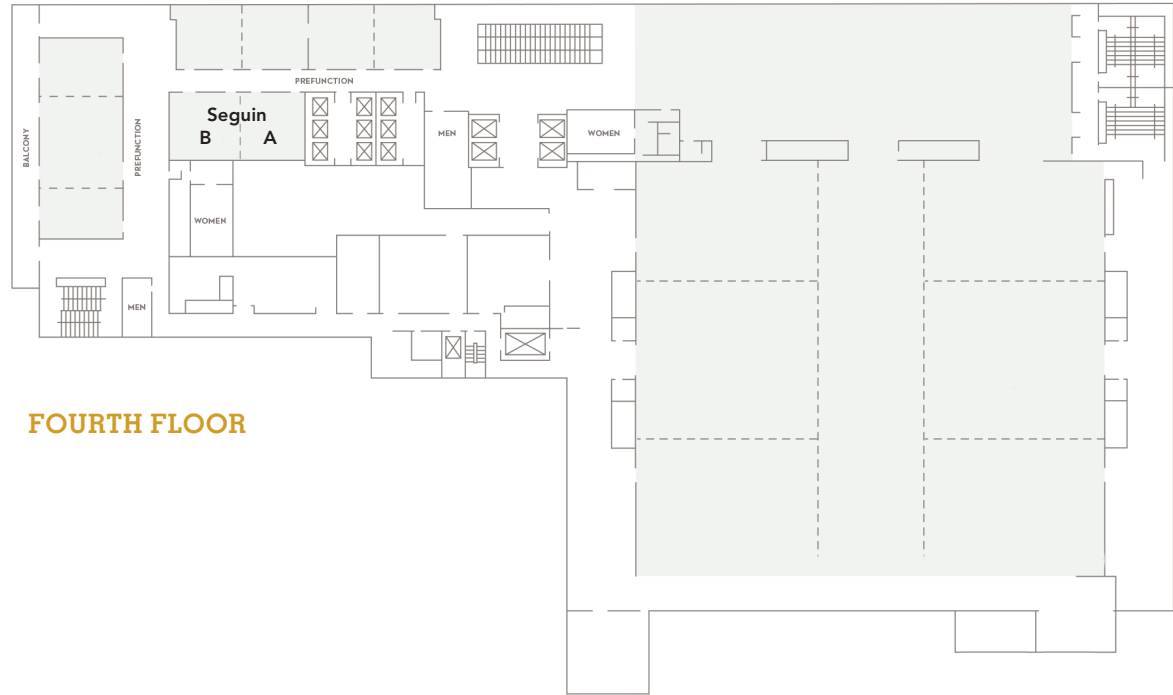 PREFUNCTION
Seguin
B A
MEN
WOMEN
BALCONY
PREFUNCTION
WOMEN
MEN
FOURTH FLOOR